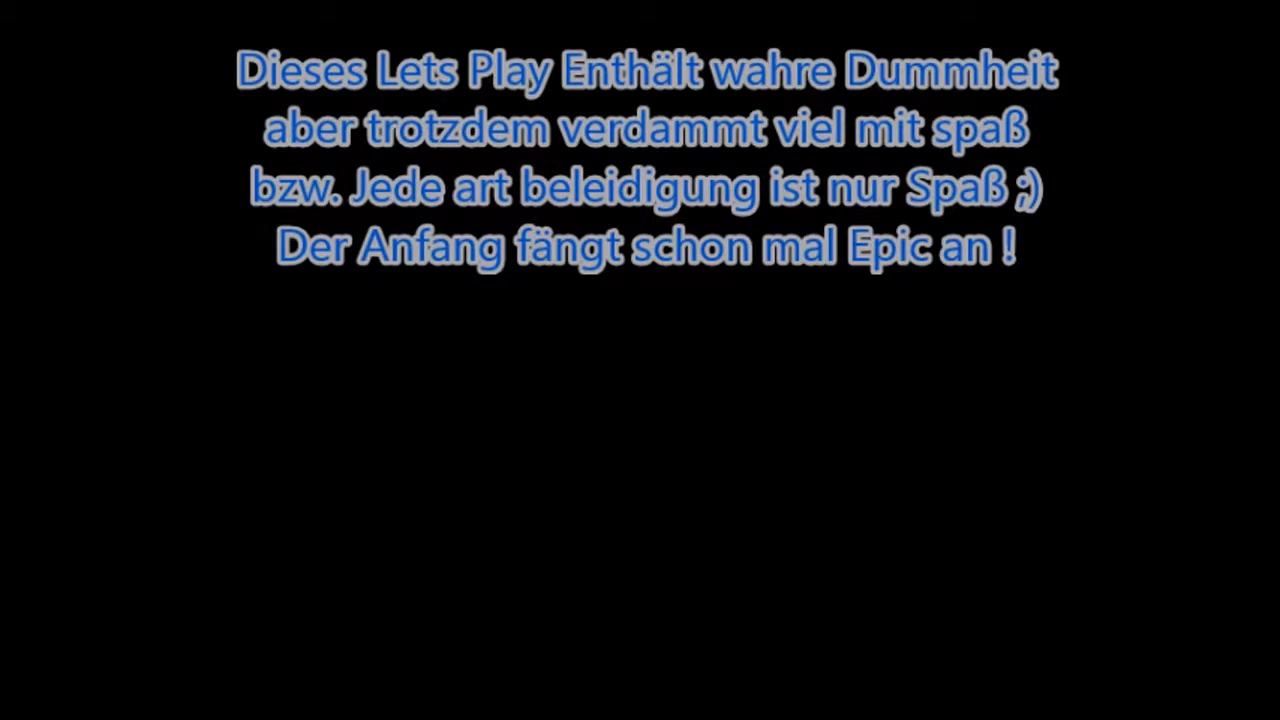 Dieses Lets Play Enthält wahre Dummheit
aber trotzdem verdammt viel mit spaß
bzw. Jede art beleidigung ist nur Spaß ;)
Der Anfang fängt schon mal Epic an !